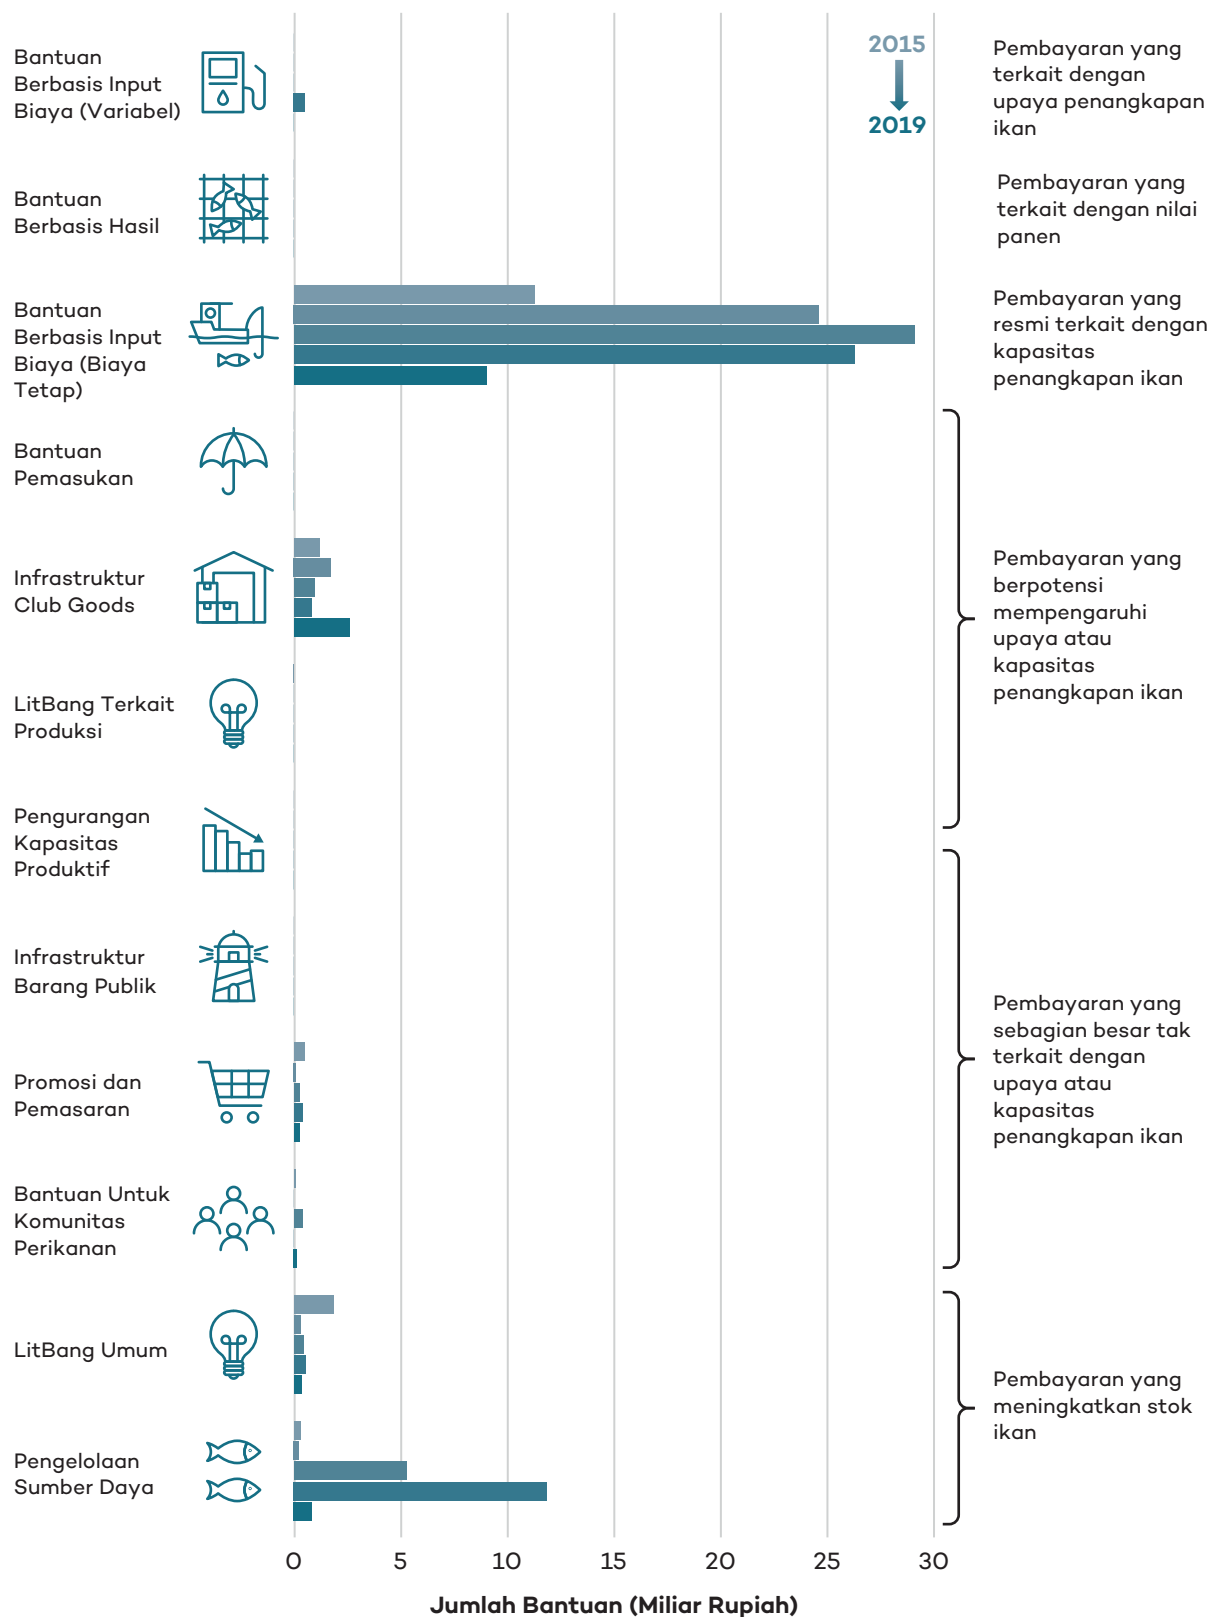 Bantuan
Berbasis Input
Biaya (Variabel)
2015
2019
Pembayaran yang
terkait dengan
upaya penangkapan
ikan
Bantuan
Berbasis Hasil
Pembayaran yang
terkait dengan nilai
panen
Bantuan
Berbasis Input
Biaya (Biaya
Tetap)
Pembayaran yang
resmi terkait dengan
kapasitas
penangkapan ikan
Bantuan
Pemasukan
Infrastruktur
Club Goods
LitBang Terkait
Produksi
Pembayaran yang
berpotensi
mempengaruhi
upaya atau
kapasitas
penangkapan ikan
Pengurangan
Kapasitas
Produktif
Infrastruktur
Barang Publik
Promosi dan
Pemasaran
Bantuan Untuk
Komunitas
Perikanan
Pembayaran yang
sebagian besar tak
terkait dengan
upaya atau
kapasitas
penangkapan ikan
LitBang Umum
Pengelolaan
Sumber Daya
Pembayaran yang
meningkatkan stok
ikan
0 5 10 15 20 25 30
Jumlah Bantuan (Miliar Rupiah)